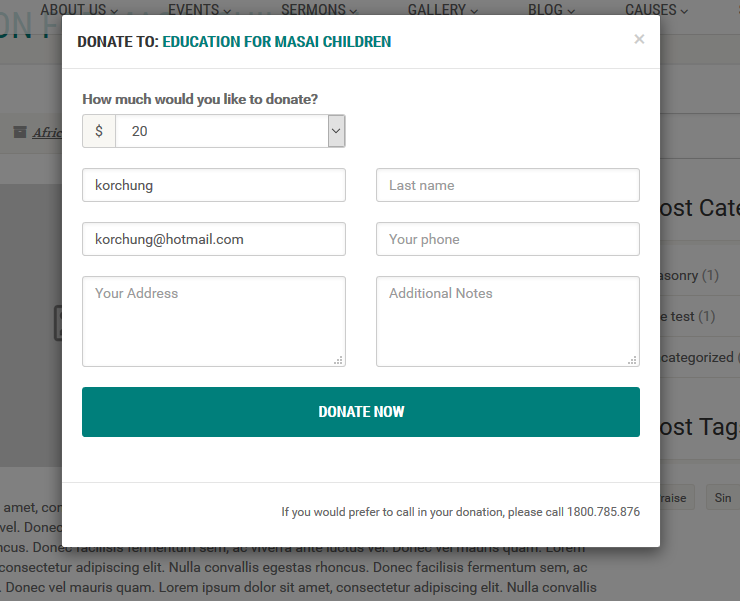 ABOUT US EVENTS SERMONS GALLERY BLOG CAUSES
DONATE TO: EDUCATION FOR MASAI CHILDREN ×
How much would you like to donate?
$ 20
korchung Last name
korchung@hotmail.com Your phone
Your Address Additional Notes
DONATE NOW
If you would prefer to call in your donation, please call 1800.785.876
ON
Afric
ost Cate
asonry (1)
e test (1)
categorized
ost Tag
raise Sin
amet, con
vel. Donec
ncus. Donec facilisis fermentum sem, ac viverra ante luctus vel. Donec vel mauris quam. Lorem
consectetur adipiscing elit. Nulla convallis egestas rhoncus. Donec facilisis fermentum sem, ac
. Donec vel mauris quam. Lorem ipsum dolor sit amet, consectetur adipiscing elit. Nulla convallis